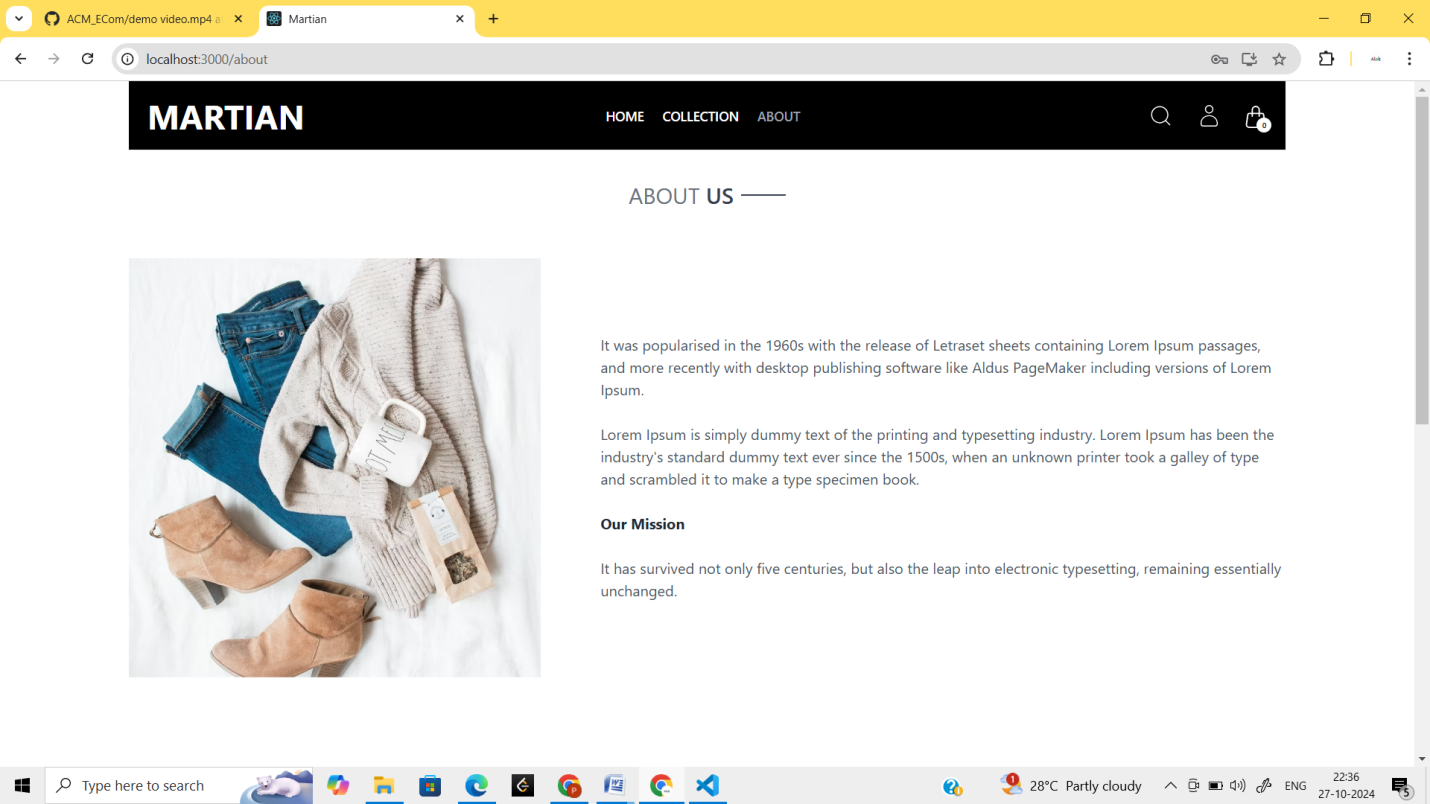 ACM_ECom/demo video.mp4 a
Martian
localhost:3000/about
MARTIAN
HOME COLLECTION ABOUT
0
ABOUT US
It was popularised in the 1960s with the release of Letraset sheets containing Lorem Ipsum passages,
and more recently with desktop publishing software like Aldus PageMaker including versions of Lorem
Ipsum.
Lorem Ipsum is simply dummy text of the printing and typesetting industry. Lorem Ipsum has been the
industry's standard dummy text ever since the 1500s, when an unknown printer took a galley of type
and scrambled it to make a type specimen book.
Our Mission
It has survived not only five centuries, but also the leap into electronic typesetting, remaining essentially
unchanged.
Type here to search
1
28°C Partly cloudy
ENG
22:36
27-10-2024
5